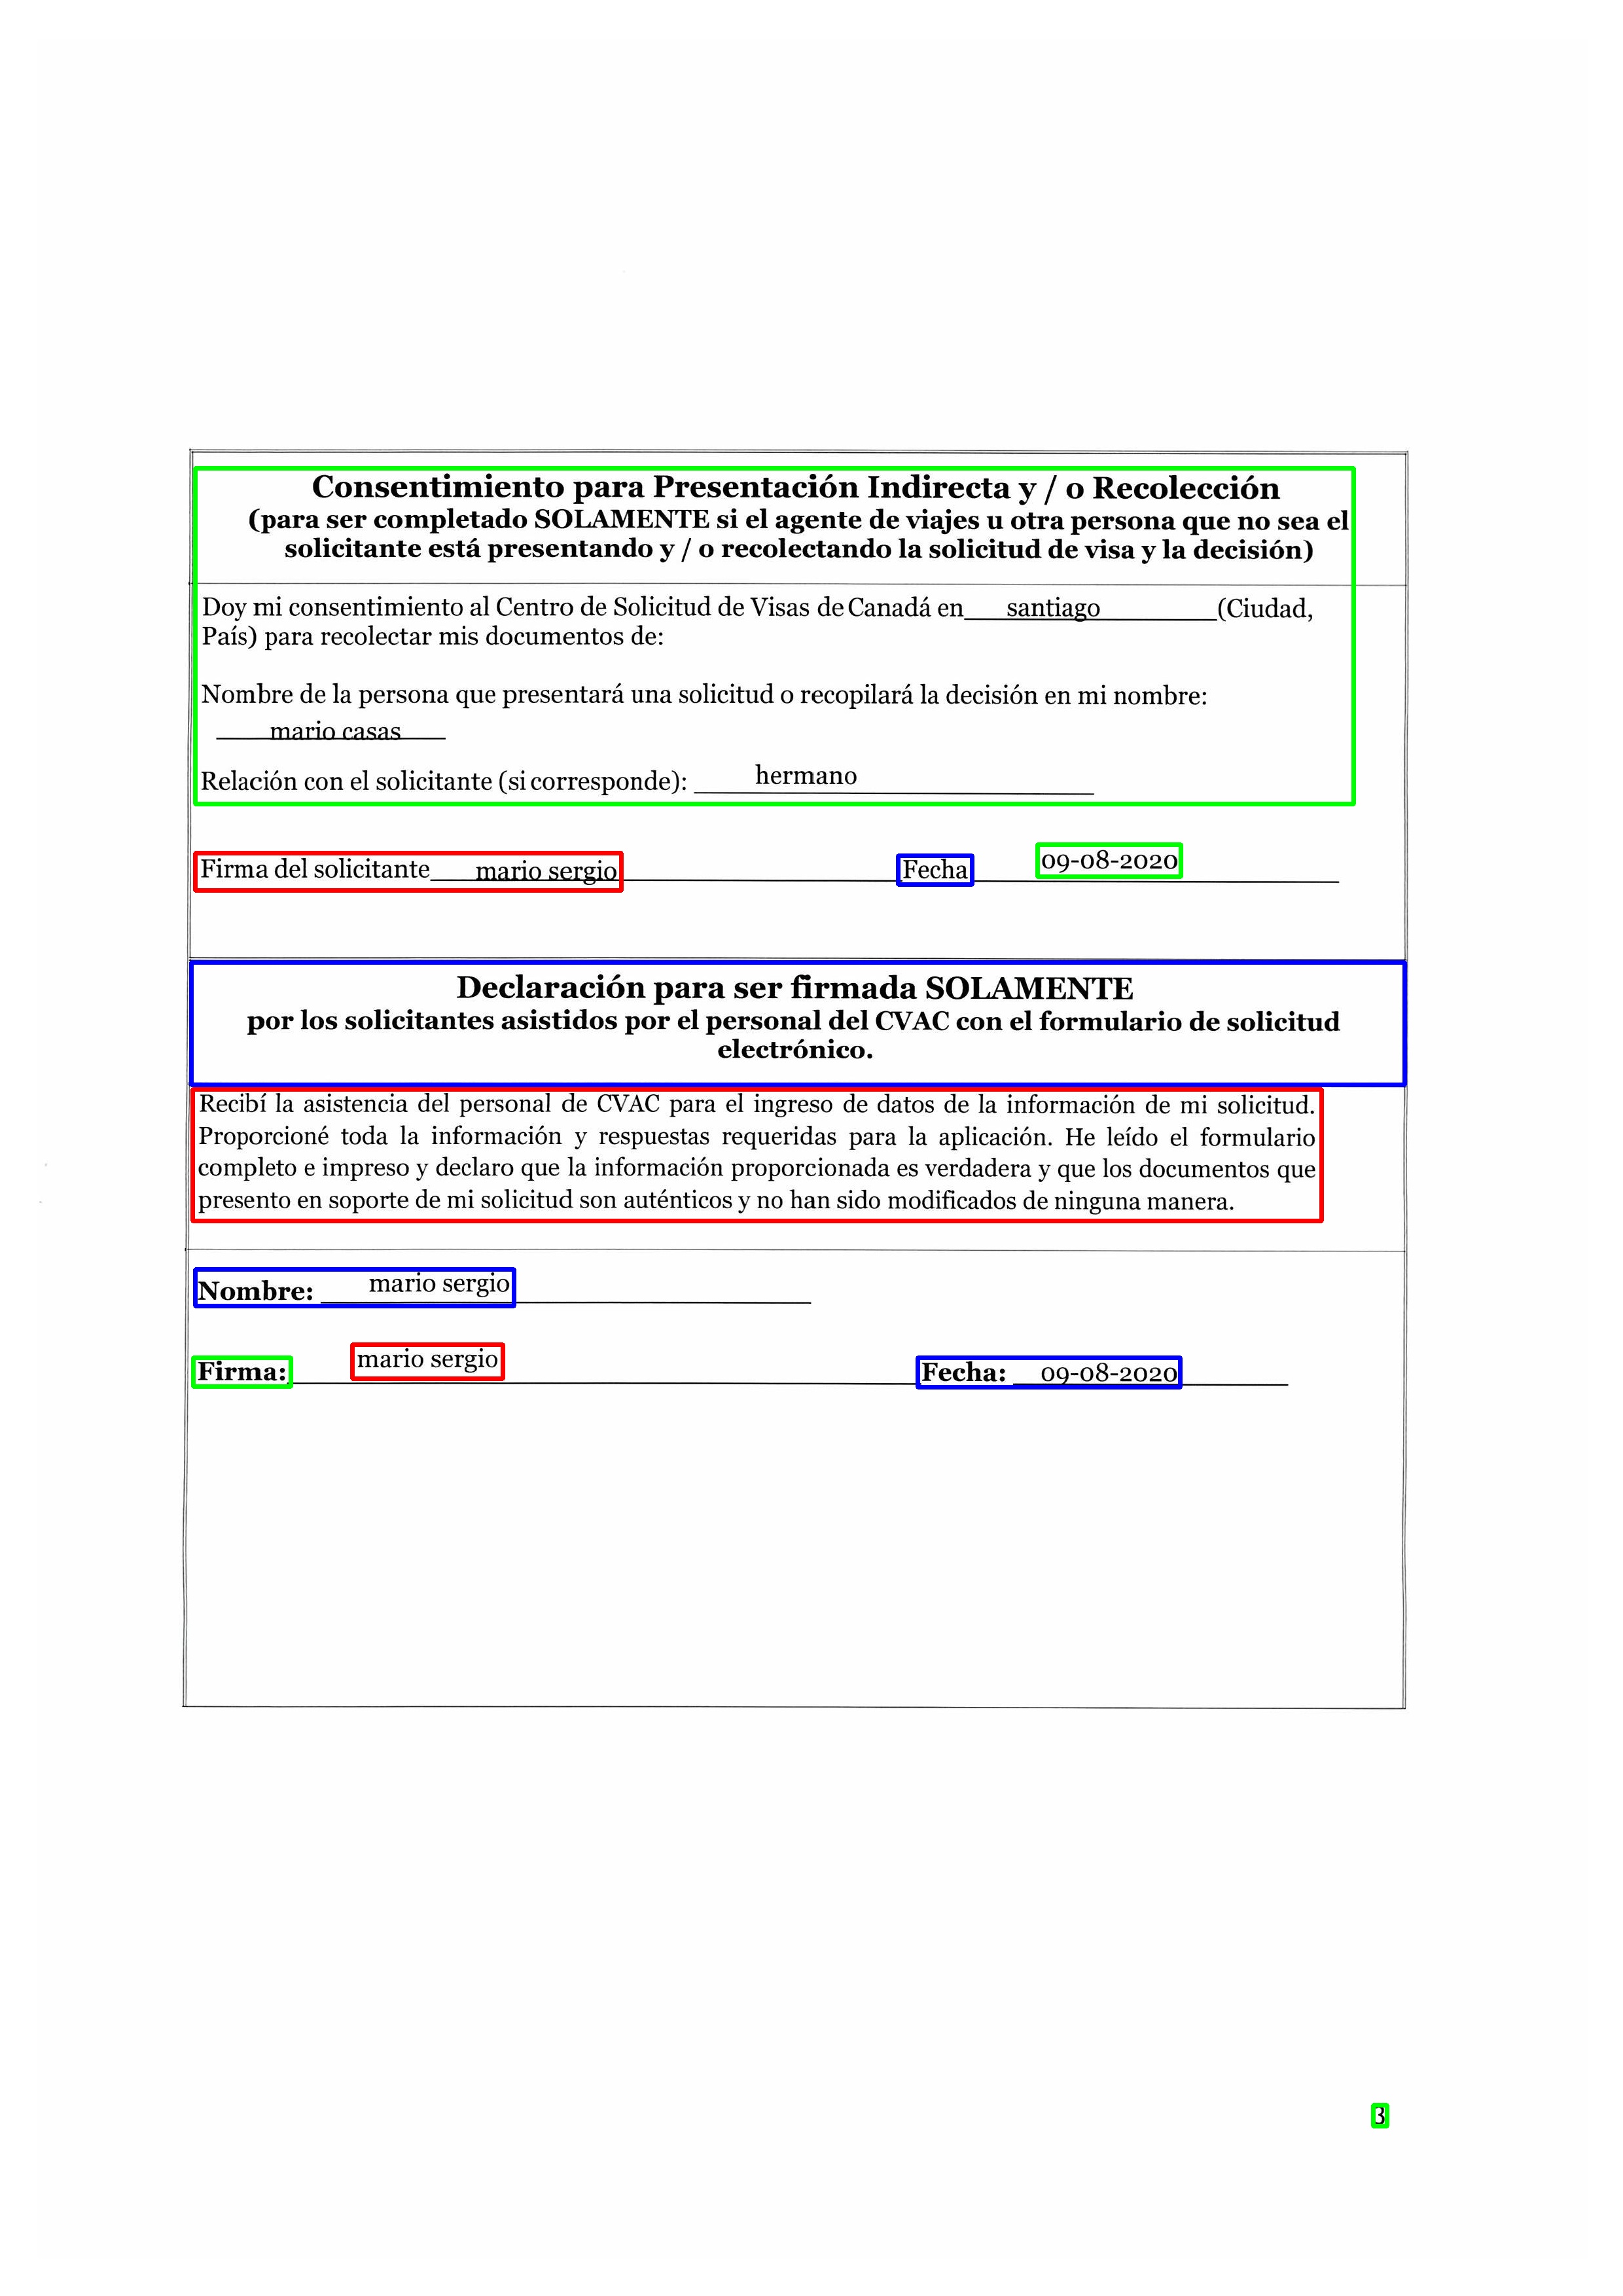 Consentimiento para Presentación Indirecta y / o Recolección
(para ser completado SOLAMENTE si el agente de viajes u otra persona que no sea el
solicitante está presentando y / o recolectando la solicitud de visa y la decisión)
Doy mi consentimiento al Centro de Solicitud de Visas de Canadá en santiago (Ciudad,
País) para recolectar mis documentos de:
Nombre de la persona que presentará una solicitud o recopilará la decisión en mi nombre:
mario casas
Relación con el solicitante (si corresponde): hermano
Firma del solicitante mario sergio Fecha 09-08-2020
Declaración para ser firmada SOLAMENTE
por los solicitantes asistidos por el personal del CVAC con el formulario de solicitud
electrónico.
Recibí la asistencia del personal de CVAC para el ingreso de datos de la información de mi solicitud.
Proporcioné toda la información y respuestas requeridas para la aplicación. He leído el formulario
completo e impreso y declaro que la información proporcionada es verdadera y que los documentos que
presento en soporte de mi solicitud son auténticos y no han sido modificados de ninguna manera.
Nombre: mario sergio
Firma: mario sergio Fecha: 09-08-2020
3